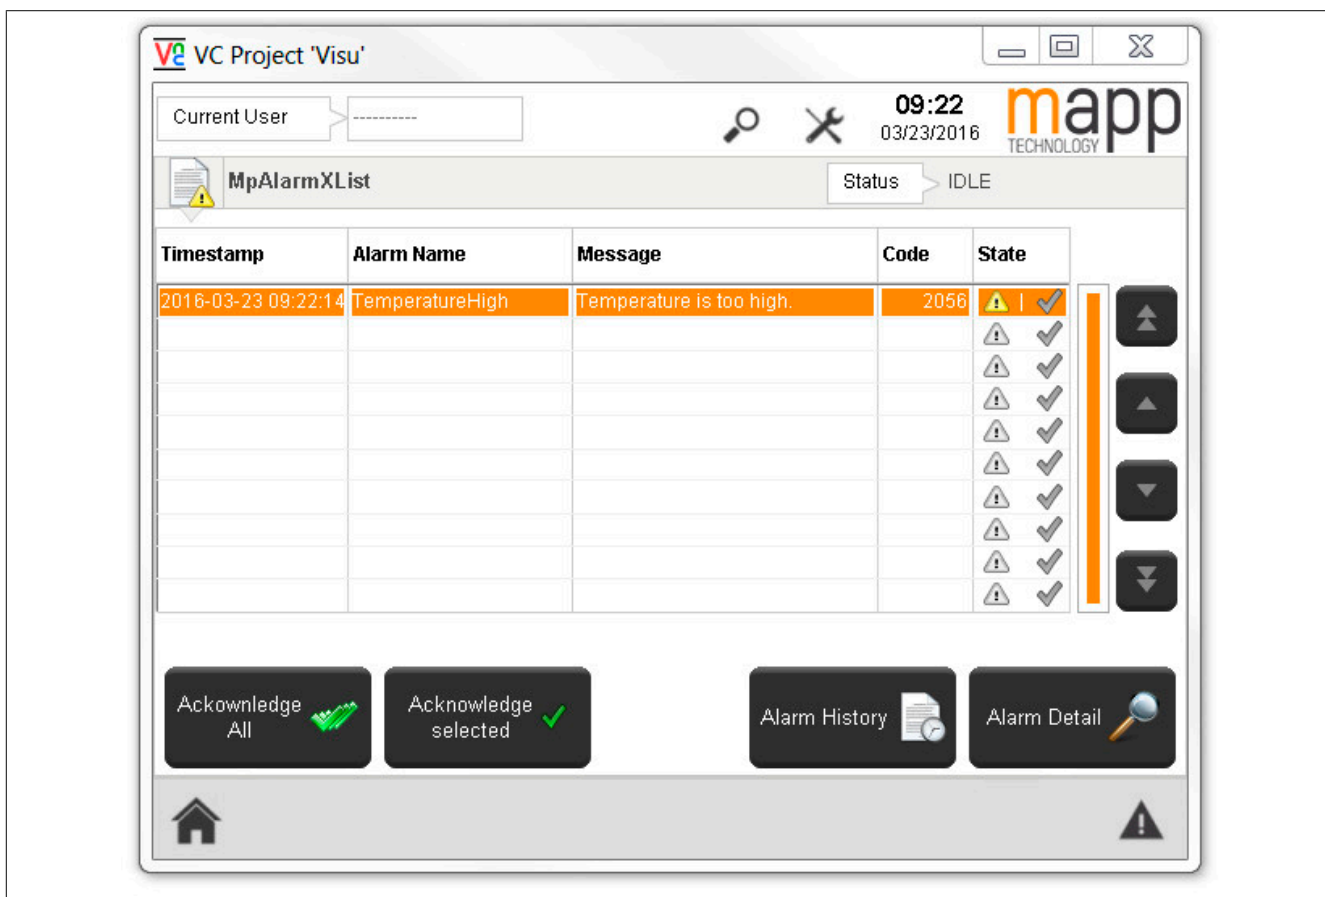 VC Project 'Visu'
Current User
----------
09:22
03/23/2016
mapp
TECHNOLOGY
MpAlarmXList
Status
IDLE
Timestamp Alarm Name Message Code State
2016-03-23 09:22:14 TemperatureHigh Temperature is too high. 2056
Ackownledge
All
Acknowledge
selected
Alarm History
Alarm Detail